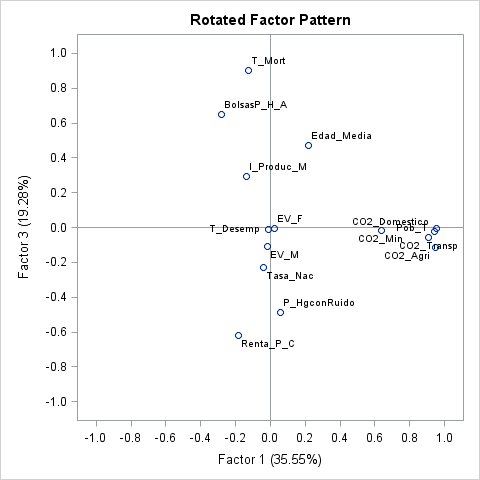 Rotated Factor Pattern
1.0
T_Mort
0.8
BolsasP_H_A
0.6
Edad_Media
0.4
I_Produc_M
0.2
EV_F
CO2_Domestico
0.0
T_Desemp
Pob_T
CO2_Min
CO2_Transp
EV_M
CO2_Agri
-0.2
Tasa_Nac
-0.4
P_HgconRuido
-0.6
Renta_P_C
-0.8
-1.0
Factor 3 (19.28%)
-1.0 -0.8 -0.6 -0.4 -0.2 0.0 0.2 0.4 0.6 0.8 1.0
Factor 1 (35.55%)